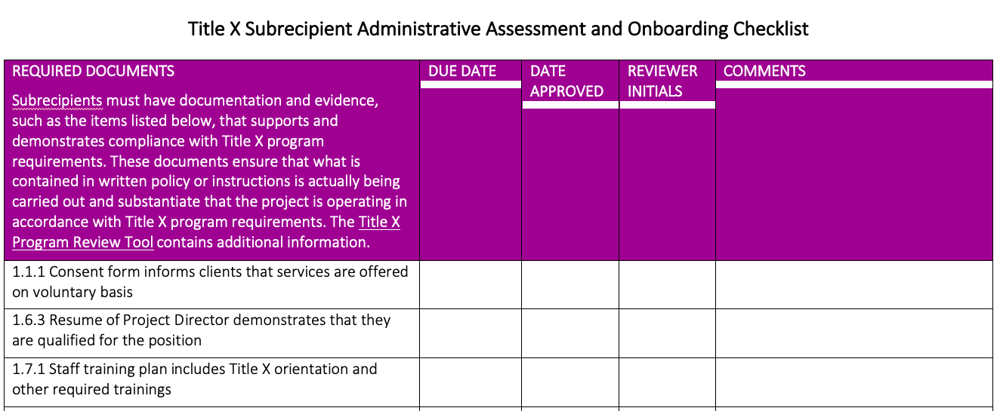 Title X Subrecipient Administrative Assessment and Onboarding Checklist
REQUIRED DOCUMENTS
Subrecipients must have documentation and evidence,
such as the items listed below, that supports and
demonstrates compliance with Title X program
requirements. These documents ensure that what is
contained in written policy or instructions is actually being
carried out and substantiate that the project is operating in
accordance with Title X program requirements. The Title X
Program Review Tool contains additional information.
DUE DATE
DATE
APPROVED
REVIEWER
INITIALS
COMMENTS
1.1.1 Consent form informs clients that services are offered
on voluntary basis
1.6.3 Resume of Project Director demonstrates that they
are qualified for the position
1.7.1 Staff training plan includes Title X orientation and
other required trainings